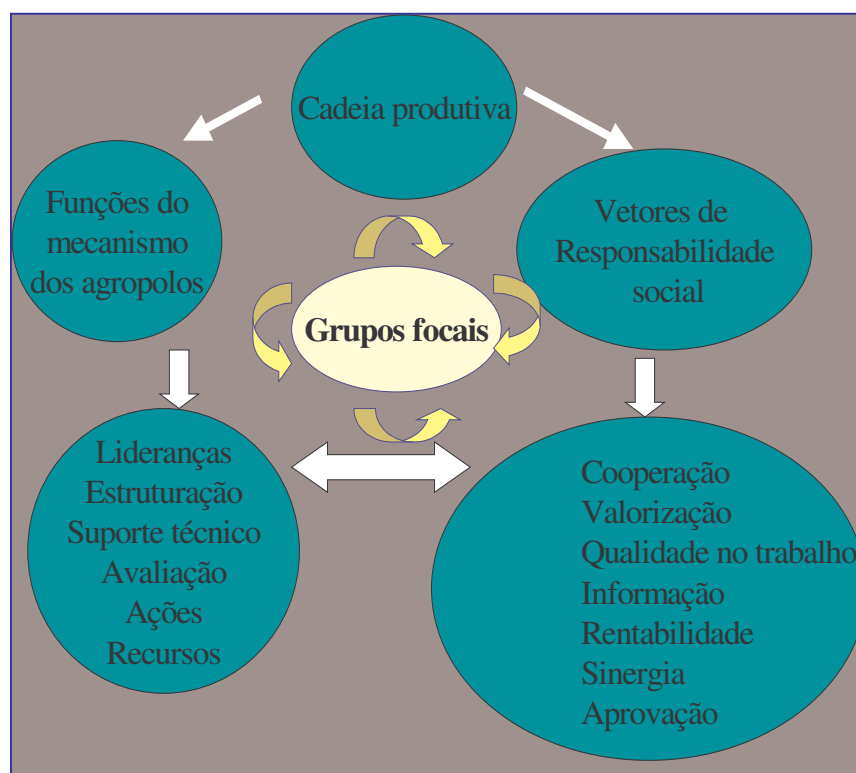 Cadeia produtiva
Funções do
mecanismo
dos agropolos
Vetores de
Responsabilidade
social
Grupos focais
Lideranças
Estruturação
Suporte técnico
Avaliação
Ações
Recursos
Cooperação
Valorização
Qualidade no trabalho
Informação
Rentabilidade
Sinergia
Aprovação